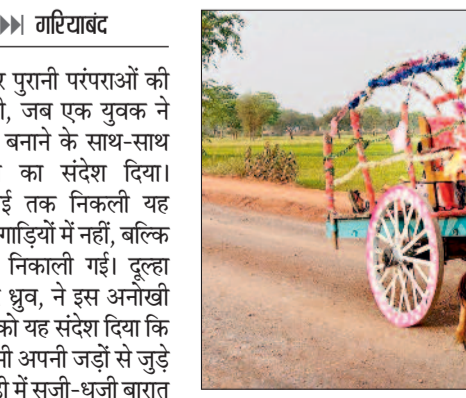 गरियाबंद
पुरानी परंपराओं की
जब एक युवक ने
बनाने के साथ-साथ
का संदेश दिया।
तक निकली यह
गाड़ियों में नहीं, बल्कि
निकाली गई। दूल्हा
ध्रुव, ने इस अनोखी
को यह संदेश दिया कि
अपनी जड़ों से जुड़े
में सजी-धजी बारात